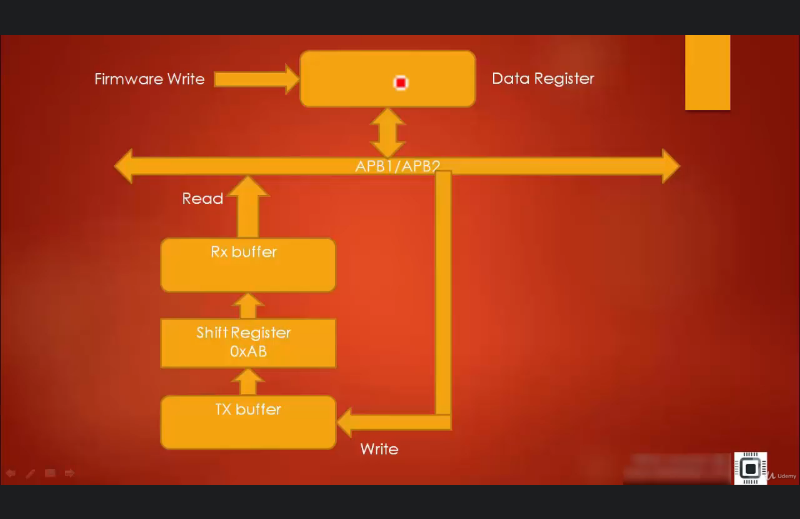 Firmware Write
Data Register
APB1/APB2
Read
Rx buffer
Shift Register
0xAB
TX buffer
Write
Udemy